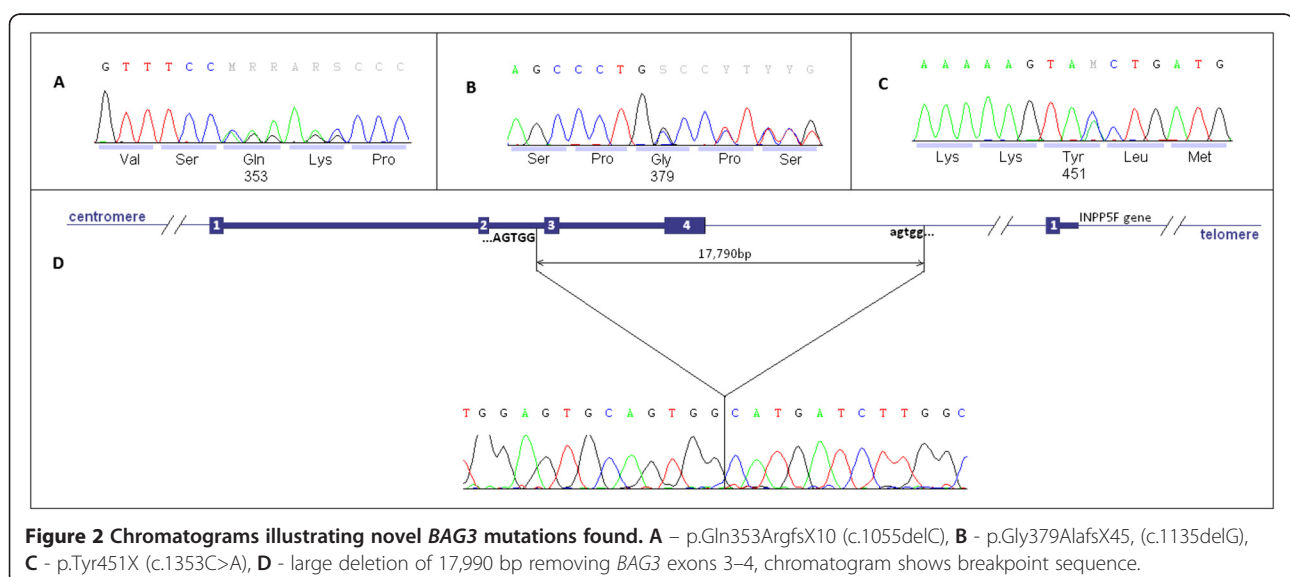 A
G T T T C C M R R A R S C C C
Val Ser Gln Lys Pro
353
B
A G C C C T G S C C Y T Y Y G
Ser Pro Gly Pro Ser
379
C
A A A A A G T A M C T G A T G
Lys Lys Tyr Leu Met
451
D
centromere 1 2 3 4 1 INPP5F gene telomere
...AGTGG agtgg...
17,790bp
T G G A G T G C A G T G G C A T G A T C T T G G C
Figure 2 Chromatograms illustrating novel BAG3 mutations found. A – p.Gln353ArgfsX10 (c.1055delC), B - p.Gly379AlafsX45, (c.1135delG),
C - p.Tyr451X (c.1353C>A), D - large deletion of 17,990 bp removing BAG3 exons 3–4, chromatogram shows breakpoint sequence.